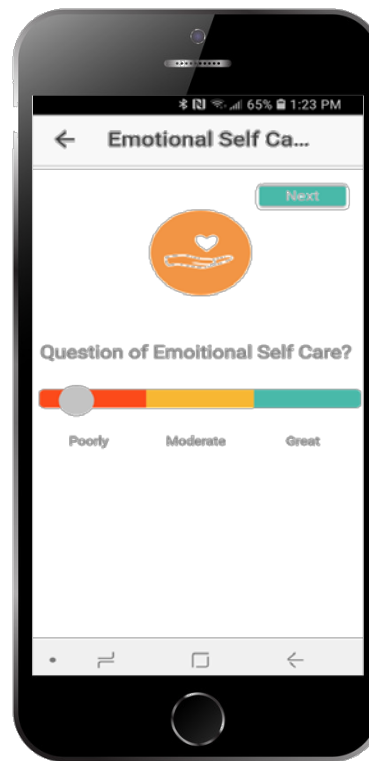 65% 1:23 PM
Emotional Self Ca...
Next
Question of Emoitional Self Care?
Poorly Moderate Great